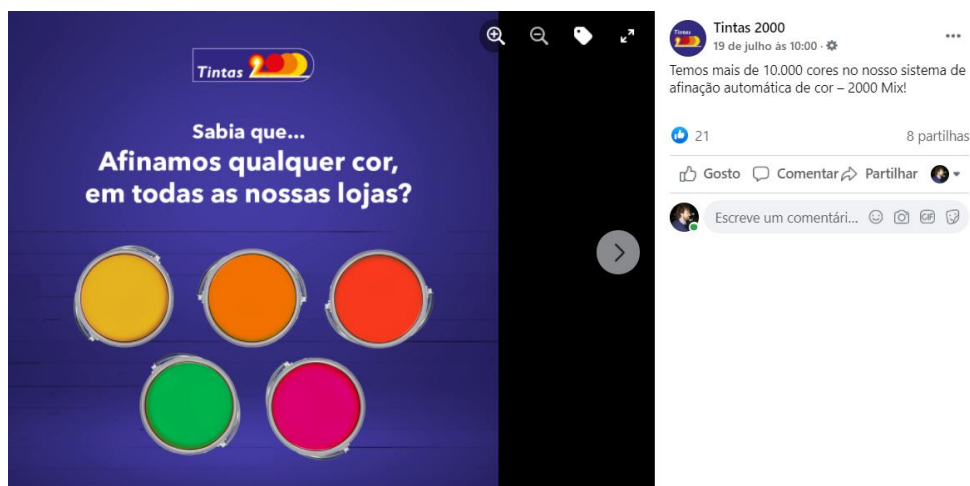 Tintas 2000
Sabia que...
Afinamos qualquer cor,
em todas as nossas lojas?
Tintas 2000
19 de julho às 10:00 ·
Temos mais de 10.000 cores no nosso sistema de
afinação automática de cor – 2000 Mix!
21
8 partilhas
Gosto
Comentar
Partilhar
Escreve um comentári...
GIF